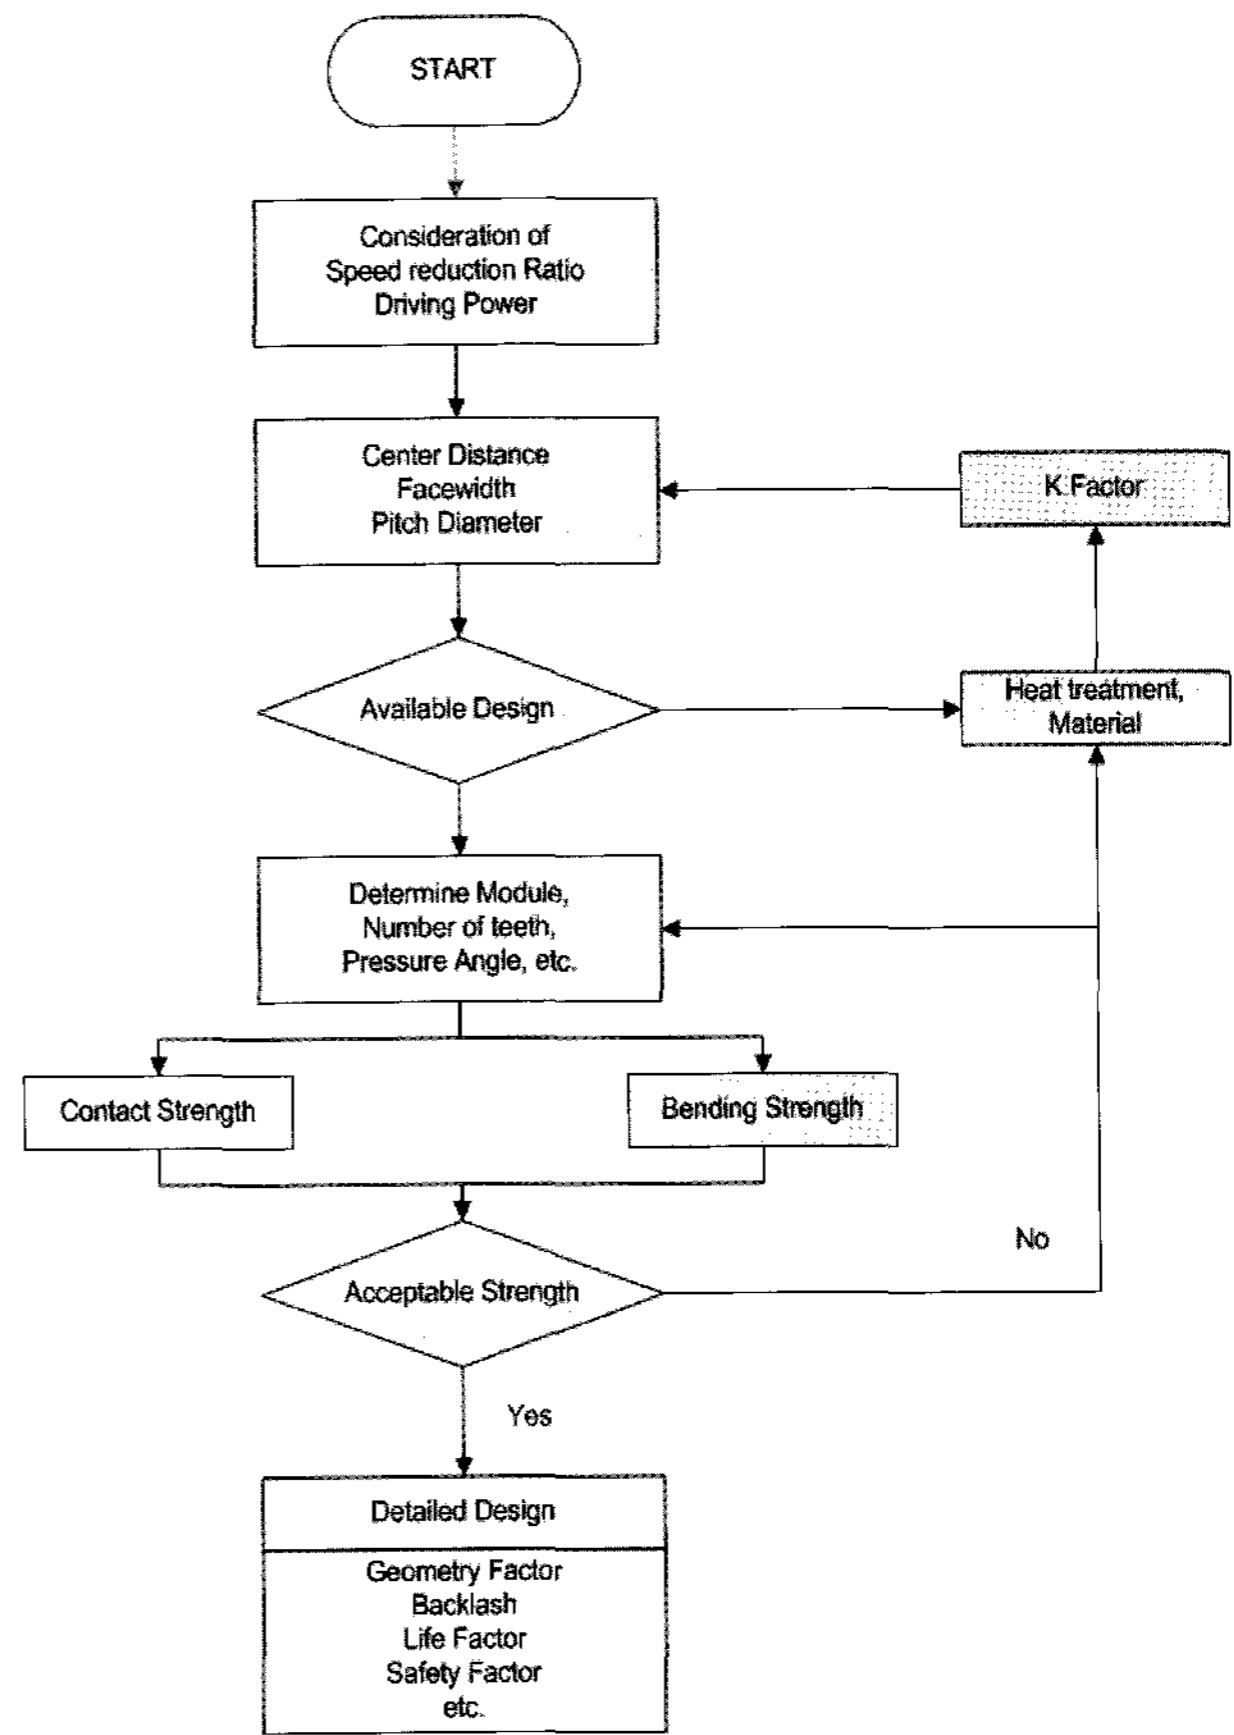 START
Consideration of
Speed reduction Ratio
Driving Power
Center Distance
Facewidth
Pitch Diameter
K Factor
Available Design
Heat treatment,
Material
Determine Module,
Number of teeth,
Pressure Angle, etc.
Contact Strength
Bending Strength
No
Acceptable Strength
Yes
Detailed Design
Geometry Factor
Backlash
Life Factor
Safety Factor
etc.